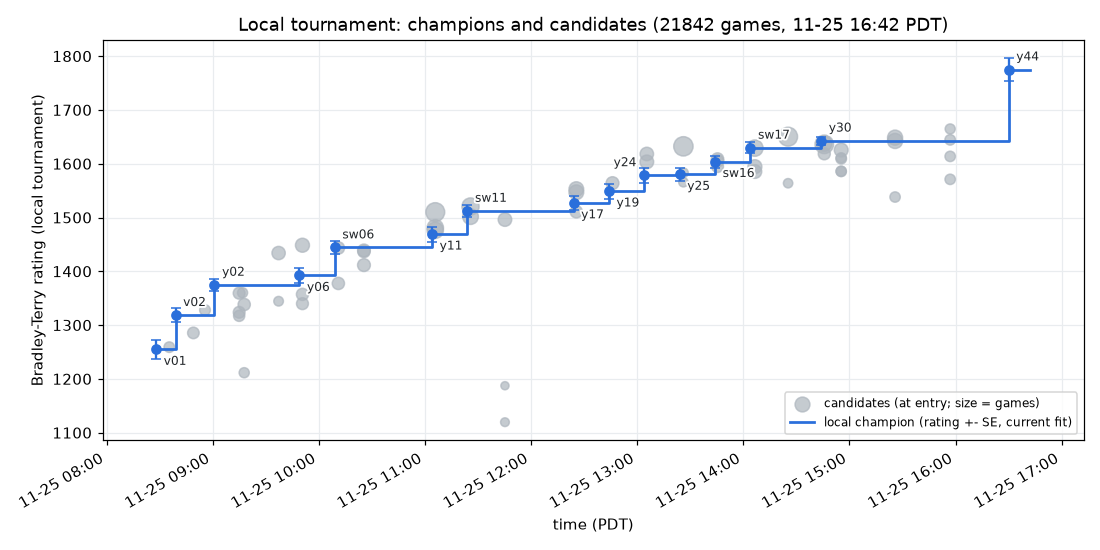 Local tournament: champions and candidates (21842 games, 11-25 16:42 PDT)
Bradley-Terry rating (local tournament)
1800
1700
1600
1500
1400
1300
1200
1100
y44
sw17
y30
y24
sw16
y25
y19
y17
sw11
y11
sw06
y06
y02
v02
v01
candidates (at entry; size = games)
local champion (rating +- SE, current fit)
11-25 08:00
11-25 09:00
11-25 10:00
11-25 11:00
11-25 12:00
11-25 13:00
11-25 14:00
11-25 15:00
11-25 16:00
11-25 17:00
time (PDT)